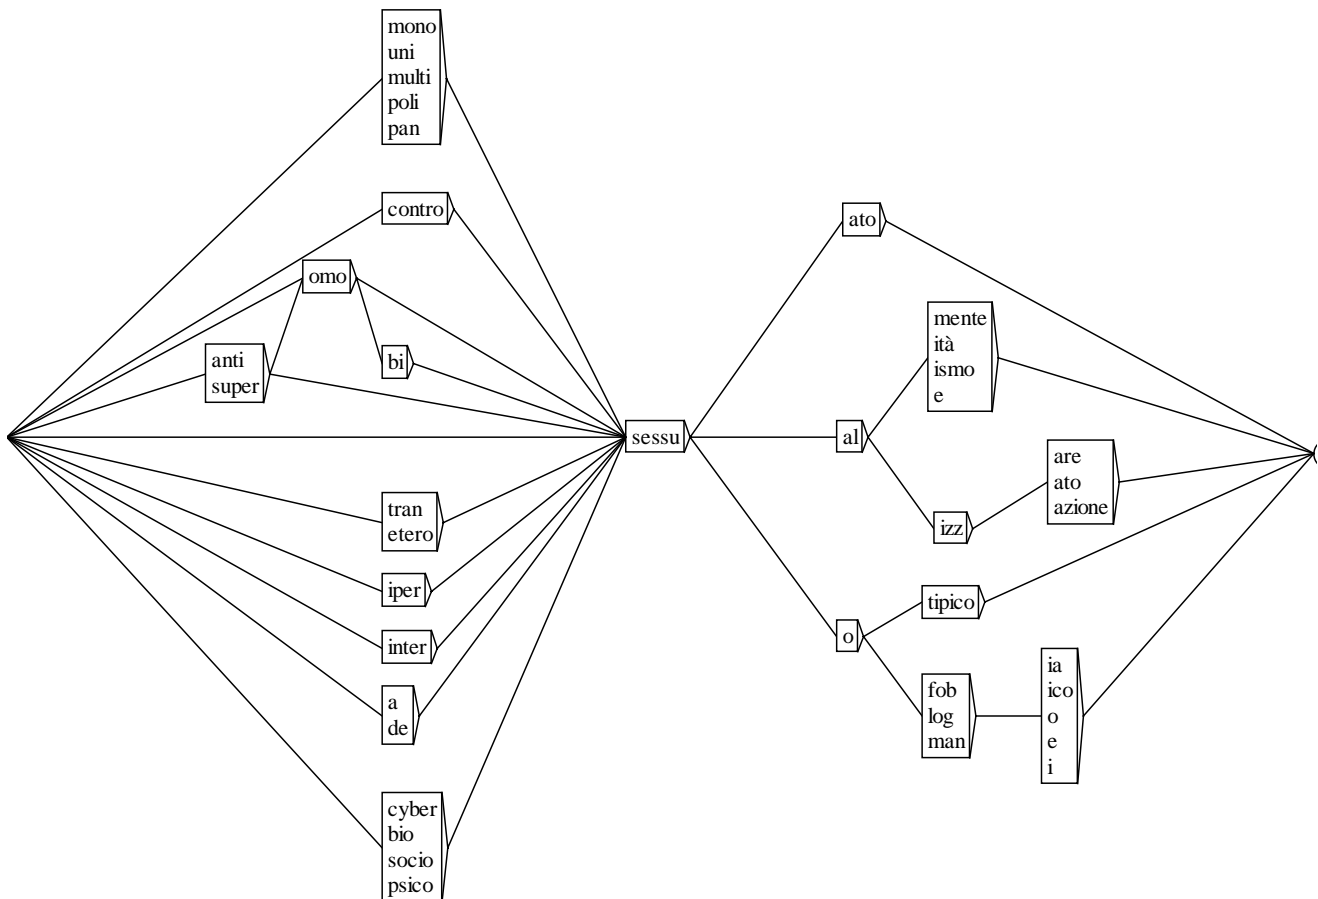 mono
uni
multi
poli
pan
contro
omo
anti
super
bi
tran
etero
iper
inter
a
de
cyber
bio
socio
psico
sessu
ato
al
mente
ità
ismo
e
izz
are
ato
azione
o
tipico
fob
log
man
ia
ico
o
e
i